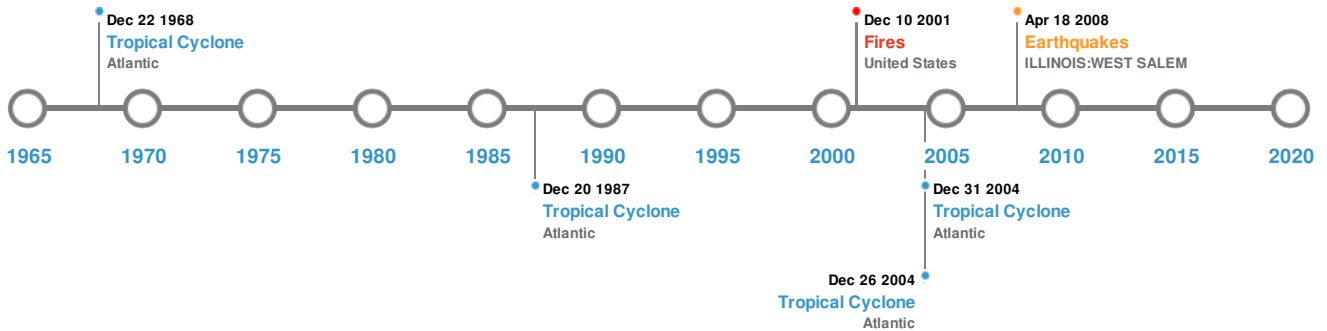 Dec 22 1968
Tropical Cyclone
Atlantic
Dec 10 2001
Fires
United States
Apr 18 2008
Earthquakes
ILLINOIS:WEST SALEM
1965 1970 1975 1980 1985 1990 1995 2000 2005 2010 2015 2020
Dec 20 1987
Tropical Cyclone
Atlantic
Dec 31 2004
Tropical Cyclone
Atlantic
Dec 26 2004
Tropical Cyclone
Atlantic